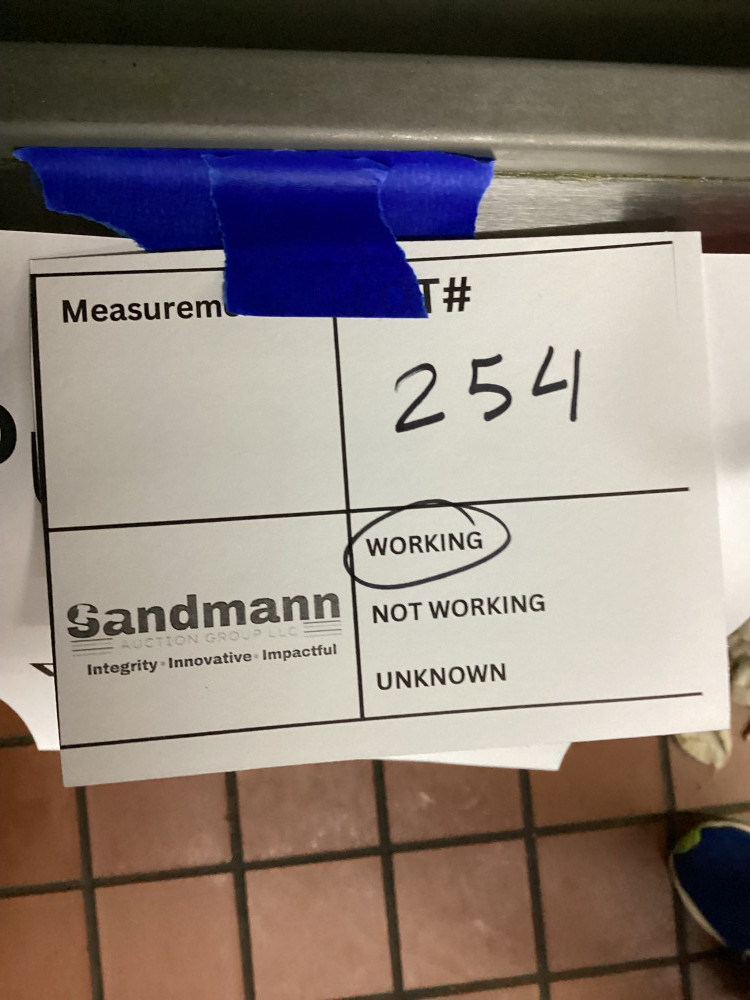 Measurem
T#
254
WORKING
NOT WORKING
UNKNOWN
Sandmann
AUCTION GROUP LLC
Integrity • Innovative • Impactful